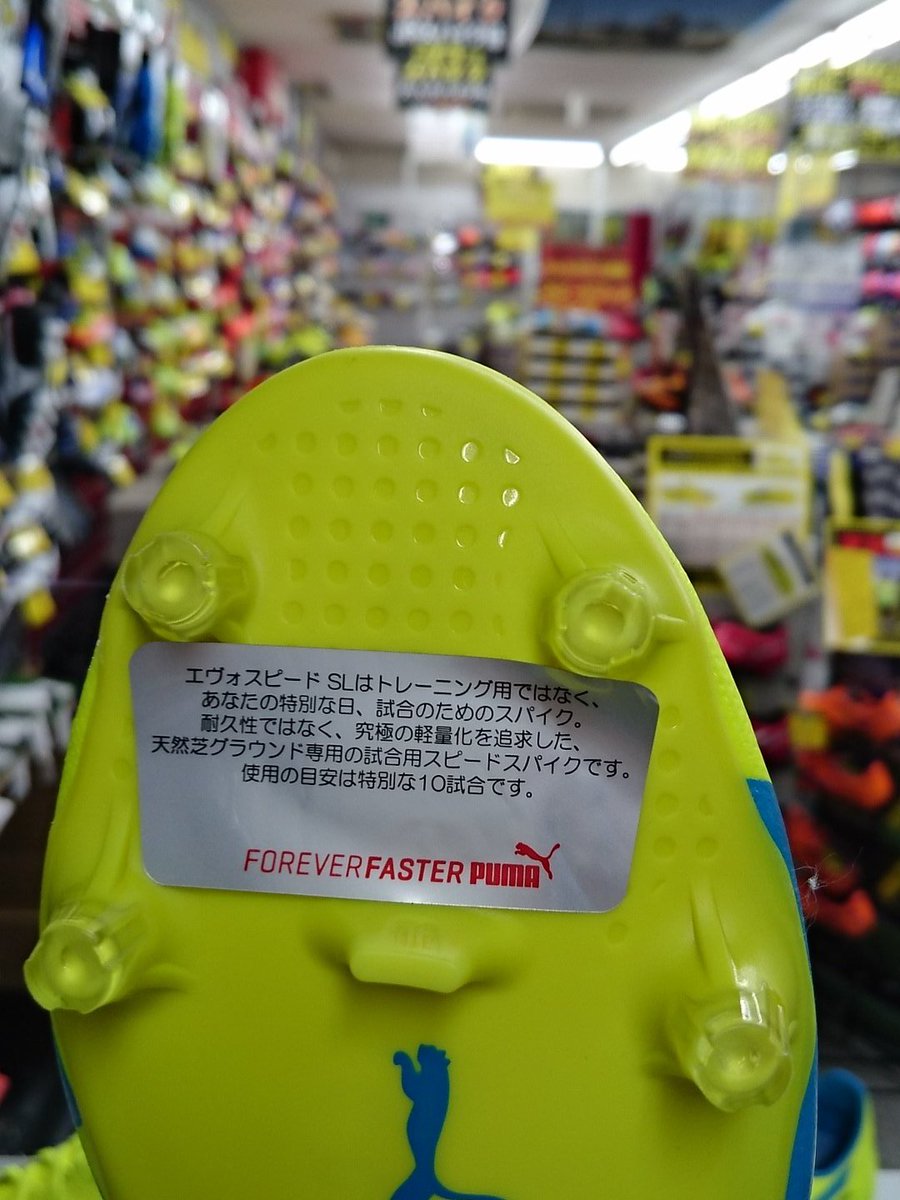 エヴォスピード SLはトレーニング用ではなく、
あなたの特別な日、試合のためのスパイク。
耐久性ではなく、究極の軽量化を追求した、
天然芝グラウンド専用の試合用スピードスパイクです。
使用の目安は特別な10試合です。
FOREVER FASTER PUMA